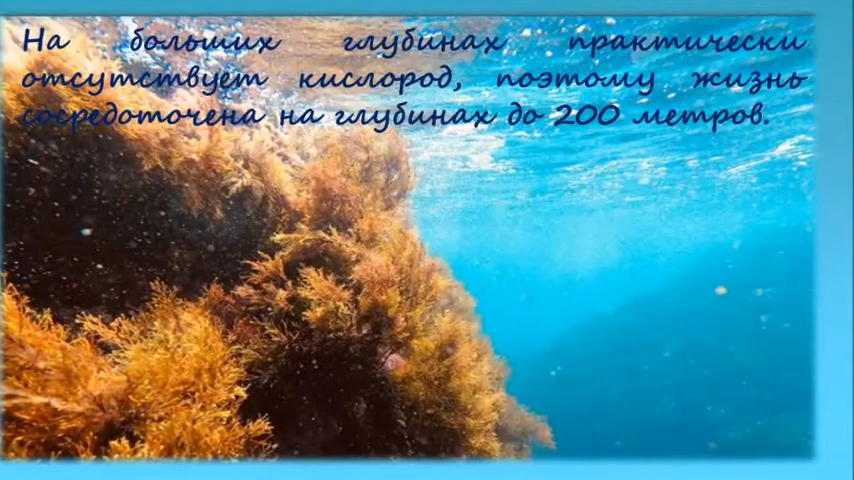 На больших глубинах практически
отсутствует кислород, поэтому жизнь
сосредоточена на глубинах до 200 метров.